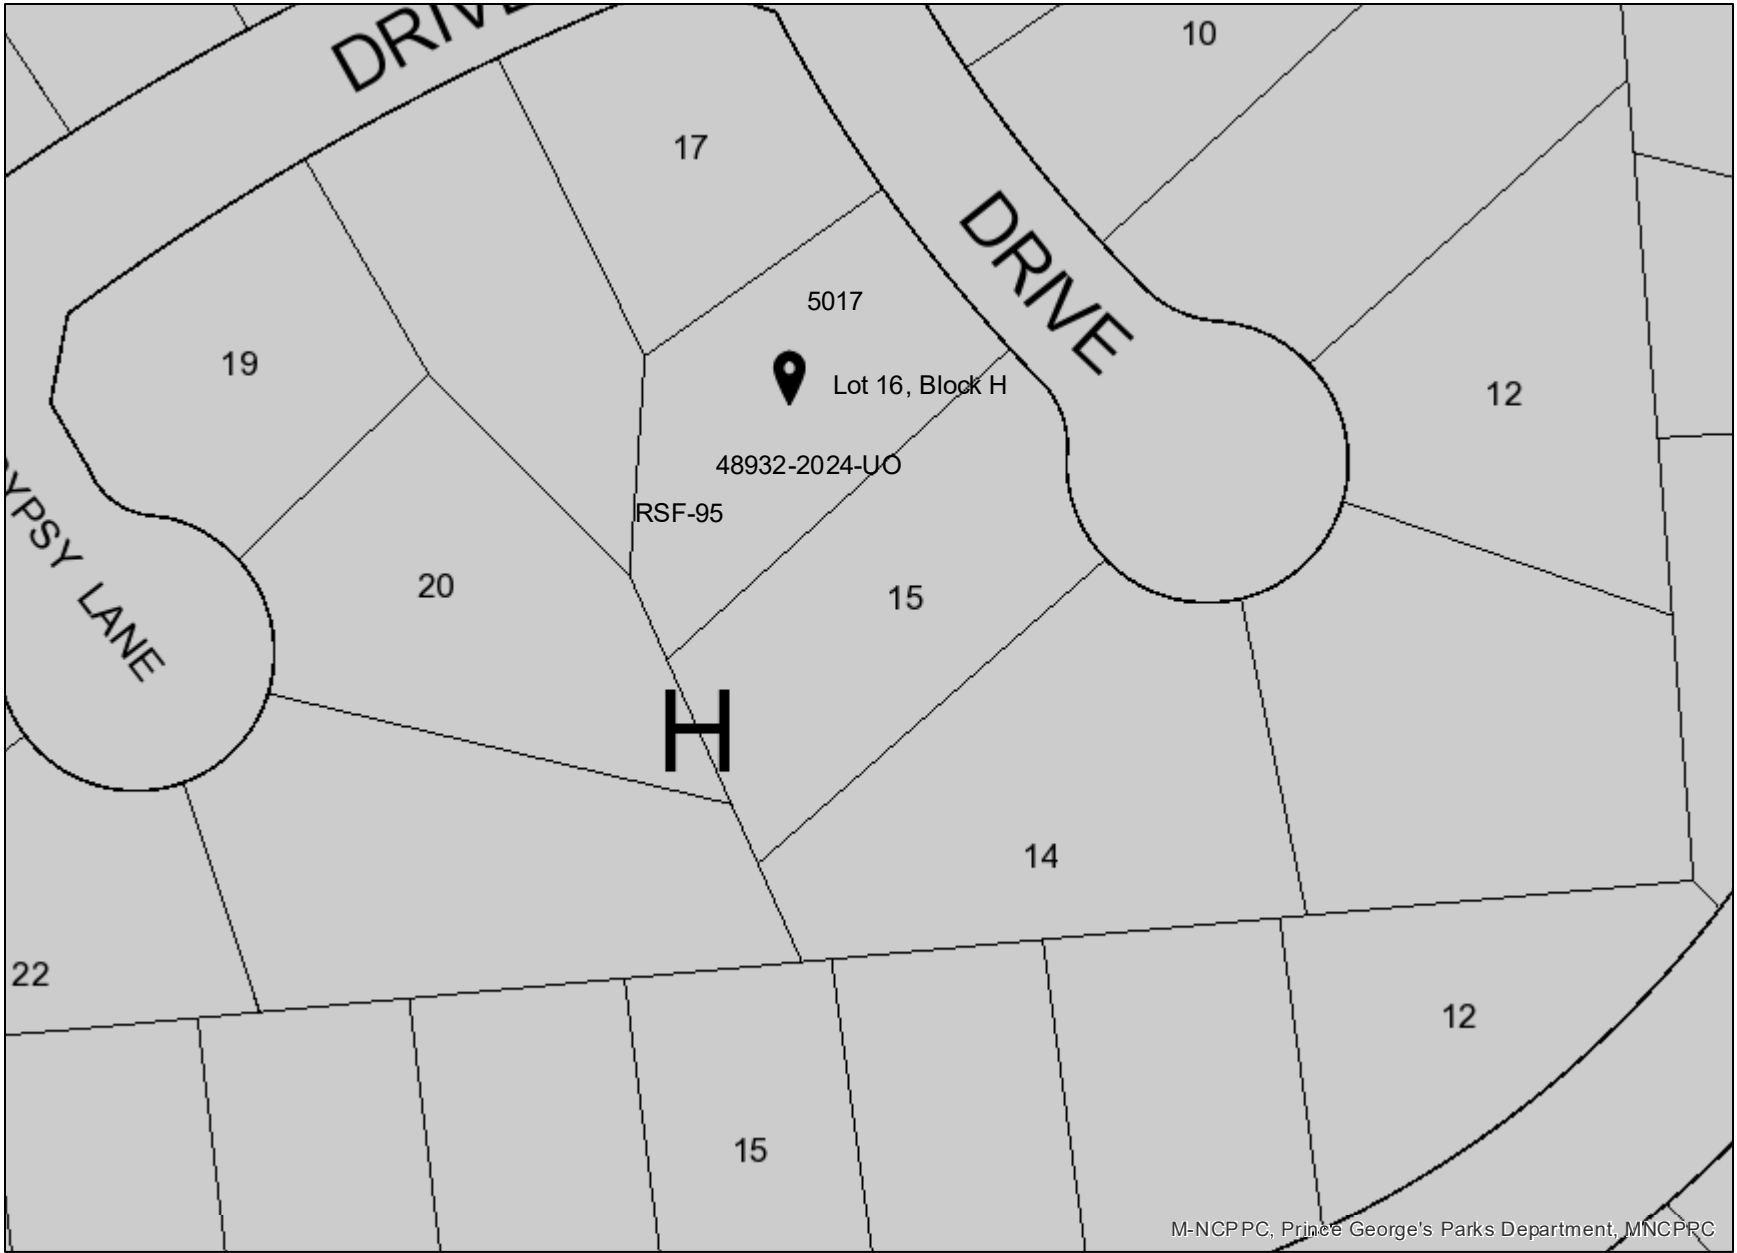 DRIVE
10
17
DRIVE
5017
19
Lot 16, Block H
12
48932-2024-UO
RSF-95
YPSY LANE
20
15
H
14
22
12
15
M-NCPPC, Prince George's Parks Department, MNCPPC